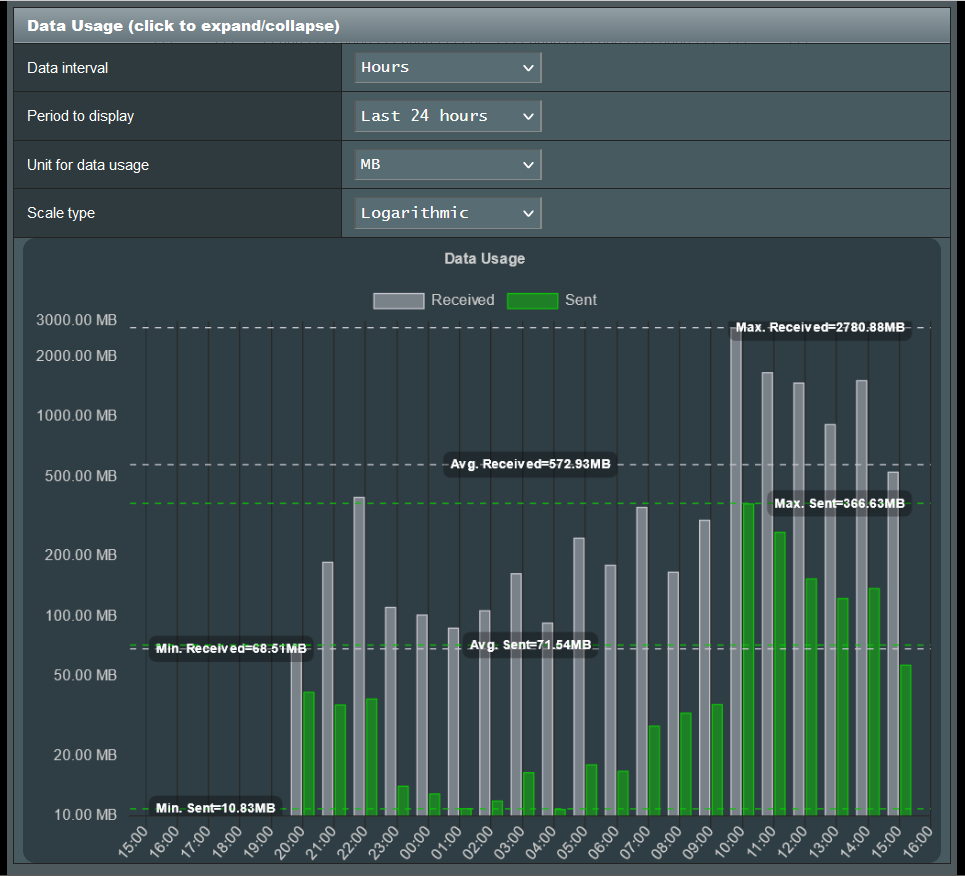 Data Usage (click to expand/collapse)
Data interval
Hours
Period to display
Last 24 hours
Unit for data usage
MB
Scale type
Logarithmic
Data Usage
Received
Sent
3000.00 MB
Max. Received=2780.88MB
2000.00 MB
1000.00 MB
Avg. Received=572.93MB
500.00 MB
Max. Sent=366.63MB
200.00 MB
100.00 MB
Avg. Sent=71.54MB
Min. Received=68.51MB
50.00 MB
20.00 MB
Min. Sent=10.83MB
10.00 MB
15:00
16:00
17:00
18:00
19:00
20:00
21:00
22:00
23:00
00:00
01:00
02:00
03:00
04:00
05:00
06:00
07:00
08:00
09:00
10:00
11:00
12:00
13:00
14:00
15:00
16:00